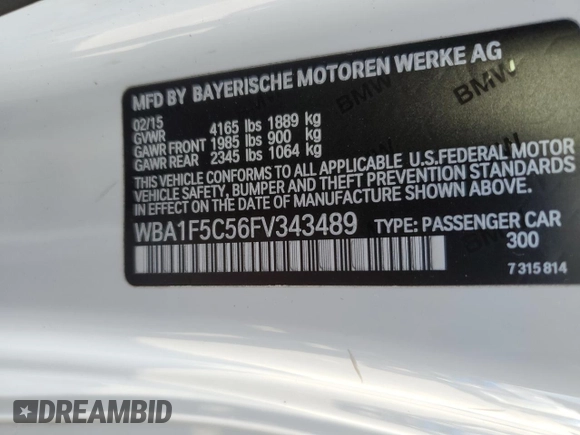 MFD BY BAYERISCHE MOTOREN WERKE AG
02/15
GVWR 4165 lbs 1889 kg
GAWR FRONT 1985 lbs 900 kg
GAWR REAR 2345 lbs 1064 kg
THIS VEHICLE CONFORMS TO ALL APPLICABLE U.S.FEDERAL MOTOR
VEHICLE SAFETY, BUMPER AND THEFT PREVENTION STANDARDS
IN EFFECT ON THE DATE OF MANUFACTURE SHOWN ABOVE.
WBA1F5C56FV343489 TYPE: PASSENGER CAR
300
7 315 814
BMW
BMW
BMW
BMW
DREAMBID